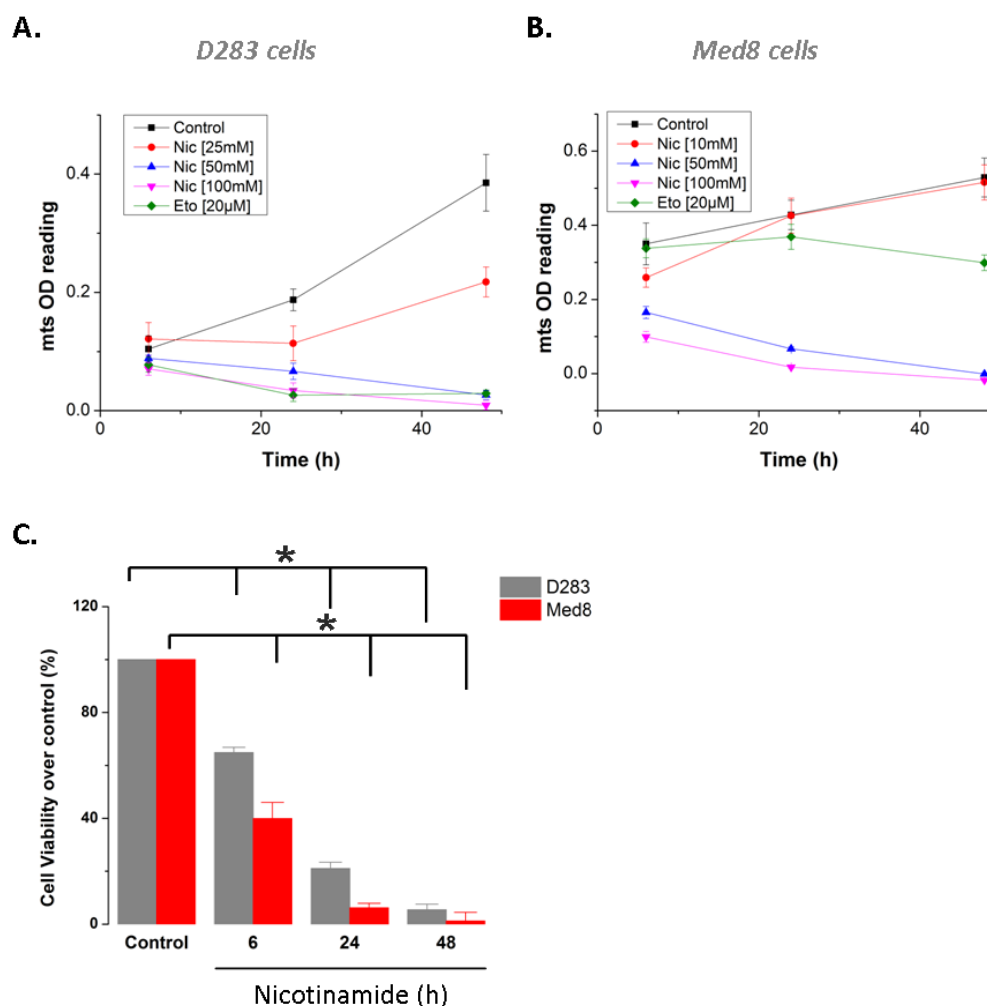 A.
D283 cells
mts OD reading
0.4
0.2
0.0
Control
Nic [25mM]
Nic [50mM]
Nic [100mM]
Eto [20µM]
0 20 40
Time (h)
B.
Med8 cells
mts OD reading
0.6
0.4
0.2
0.0
Control
Nic [10mM]
Nic [50mM]
Nic [100mM]
Eto [20µM]
0 20 40
Time (h)
C.
*
*
D283
Med8
Cell Viability over control (%)
120
80
40
0
Control 6 24 48
Nicotinamide (h)